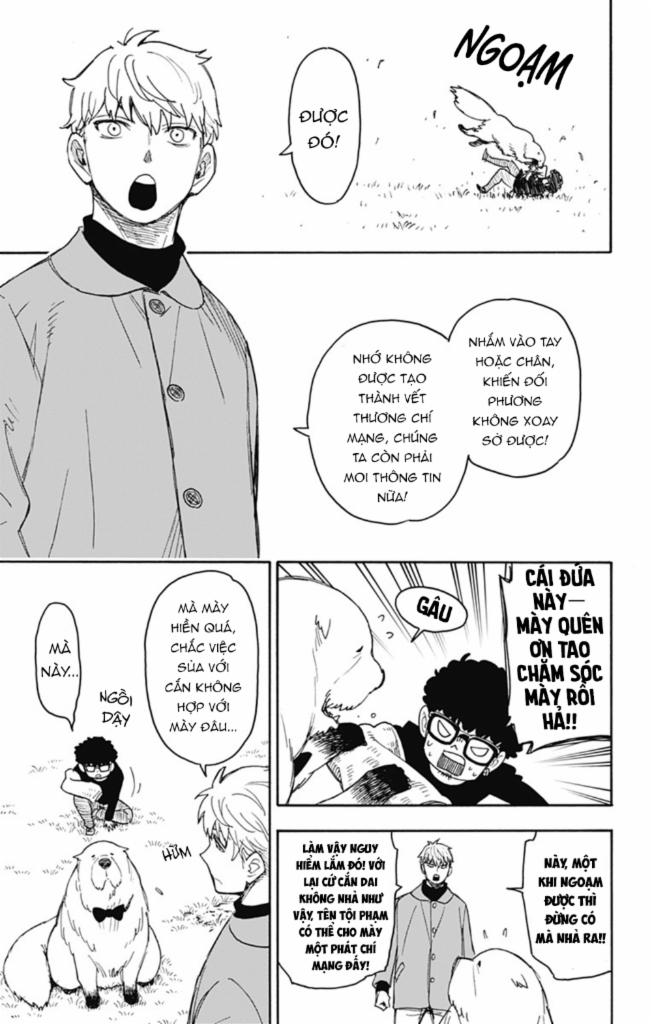 NGOẠM
ĐƯỢC
ĐÓ!
NHẮM VÀO TAY
HOẶC CHÂN,
KHIẾN ĐỐI
PHƯƠNG
KHÔNG XOAY
SỞ ĐƯỢC!
NHỚ KHÔNG
ĐƯỢC TẠO
THÀNH VẾT
THƯƠNG CHÍ
MẠNG, CHÚNG
TA CÒN PHẢI
MOI THÔNG TIN
NỮA!
CÁI ĐỨA
NÀY—
MÀY QUÊN
ƠN TAO
CHĂM SÓC
MÀY RỒI
HẢ!!
GÂU
NÀY, MỘT
KHI NGOẠM
ĐƯỢC THÌ
ĐỪNG CÓ
MÀ NHẢ RA!!
LÀM VẬY NGUY
HIỂM LẮM ĐÓ! VỚI
LẠI CỨ CẮN DAI
KHÔNG NHẢ NHƯ
VẬY, TÊN TỘI PHẠM
CÓ THỂ CHO MÀY
MỘT PHÁT CHÍ
MẠNG ĐẤY!
MÀ MÀY
HIỀN QUÁ,
CHẮC VIỆC
SỦA VỚI
CẮN KHÔNG
HỢP VỚI
MÀY ĐÂU...
MÀ
NÀY...
NGỒI
DẬY
HỪM